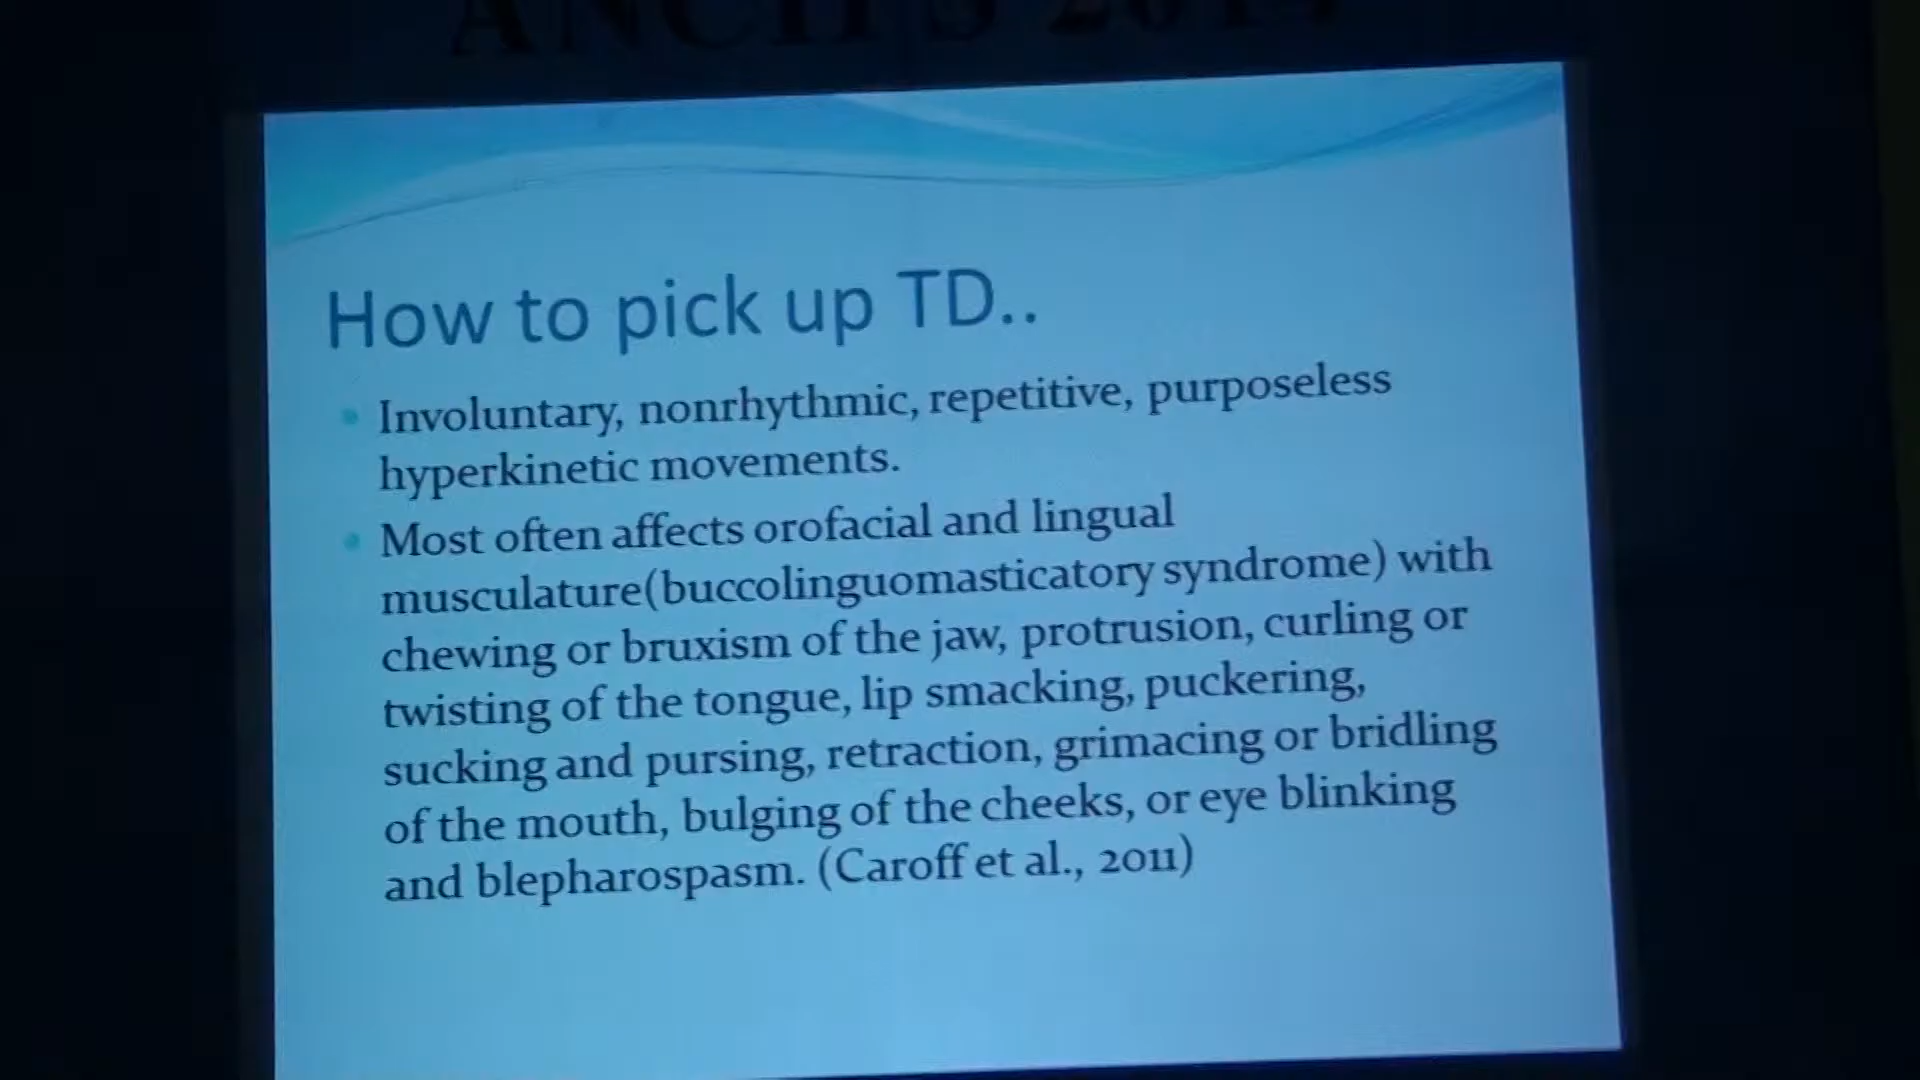 How to pick up TD..
Involuntary, nonrhythmic, repetitive, purposeless
hyperkinetic movements.
Most often affects orofacial and lingual
musculature(buccolinguomasticatory syndrome) with
chewing or bruxism of the jaw, protrusion, curling or
twisting of the tongue, lip smacking, puckering,
sucking and pursing, retraction, grimacing or bridling
of the mouth, bulging of the cheeks, or eye blinking
and blepharospasm. (Caroff et al., 2011)